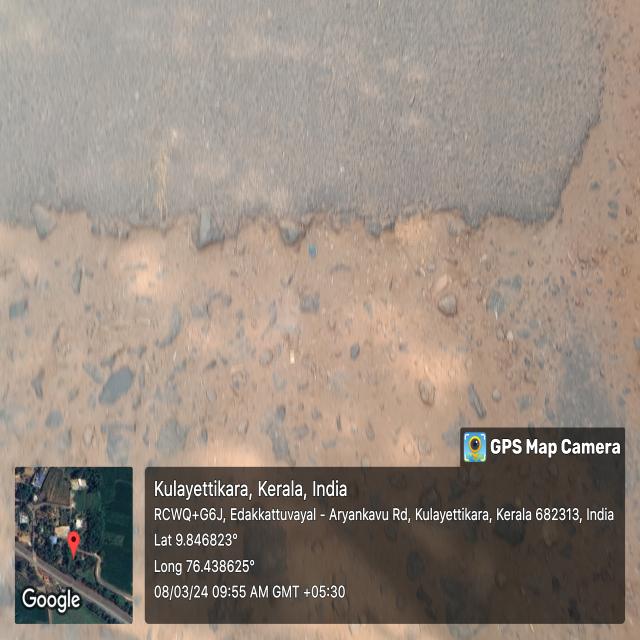 GPS Map Camera
Kulayettikara, Kerala, India
RCWQ+G6J, Edakkattuvayal - Aryankavu Rd, Kulayettikara, Kerala 682313, India
Lat 9.846823°
Long 76.438625°
08/03/24 09:55 AM GMT +05:30
Google